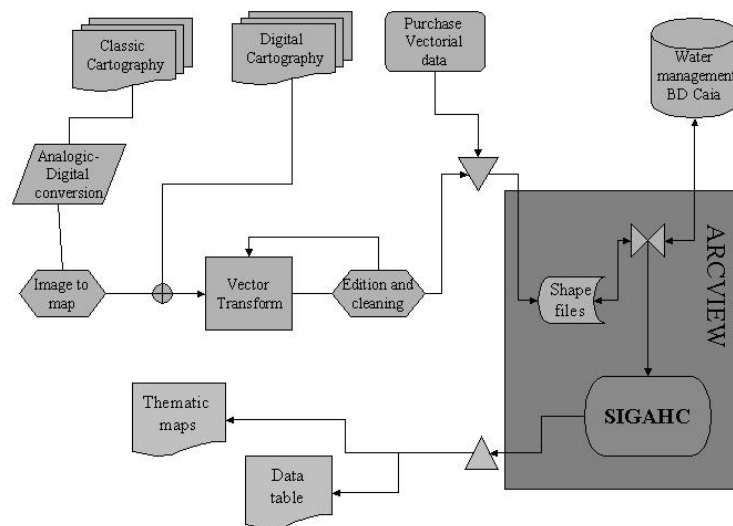 Classic
Cartography
Digital
Cartography
Purchase
Vectorial
data
Water
management
BD Caia
Analogic-
Digital
conversion
Image to
map
Vector
Transform
Edition and
cleaning
Shape
files
ARCVIEW
SIGAHC
Thematic
maps
Data
table